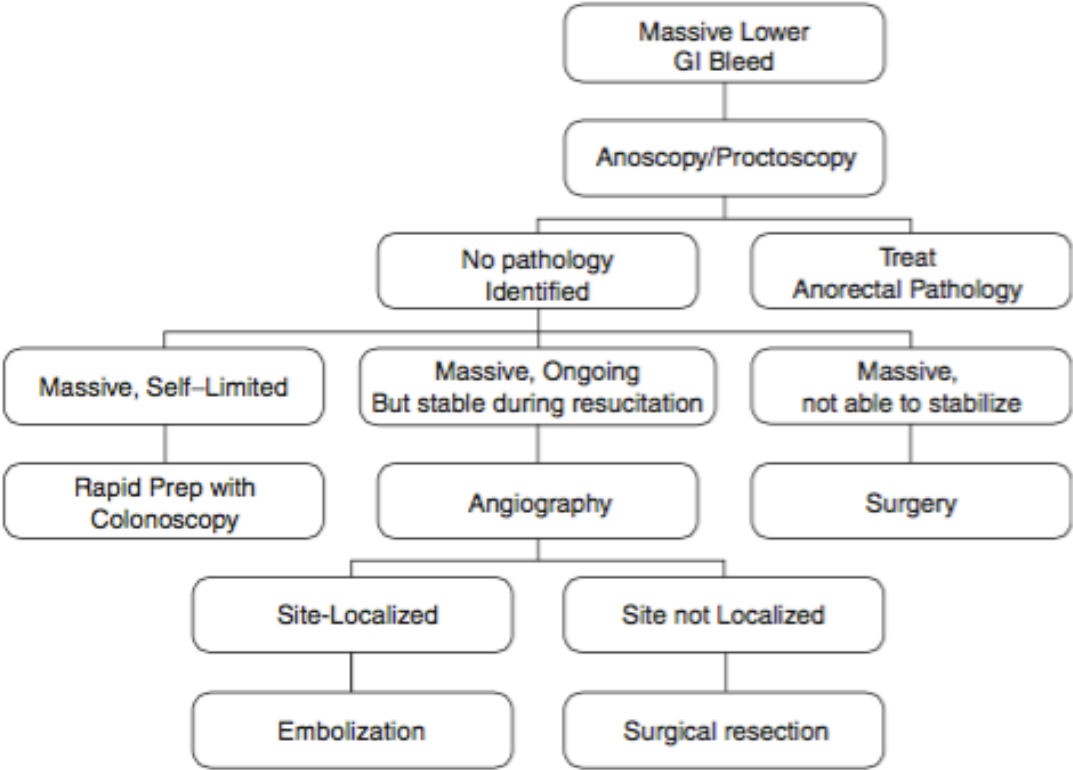 Massive Lower
GI Bleed
Anoscopy/Proctoscopy
No pathology
Identified
Treat
Anorectal Pathology
Massive, Self–Limited
Massive, Ongoing
But stable during resucitation
Massive,
not able to stabilize
Rapid Prep with
Colonoscopy
Angiography
Surgery
Site-Localized
Site not Localized
Embolization
Surgical resection